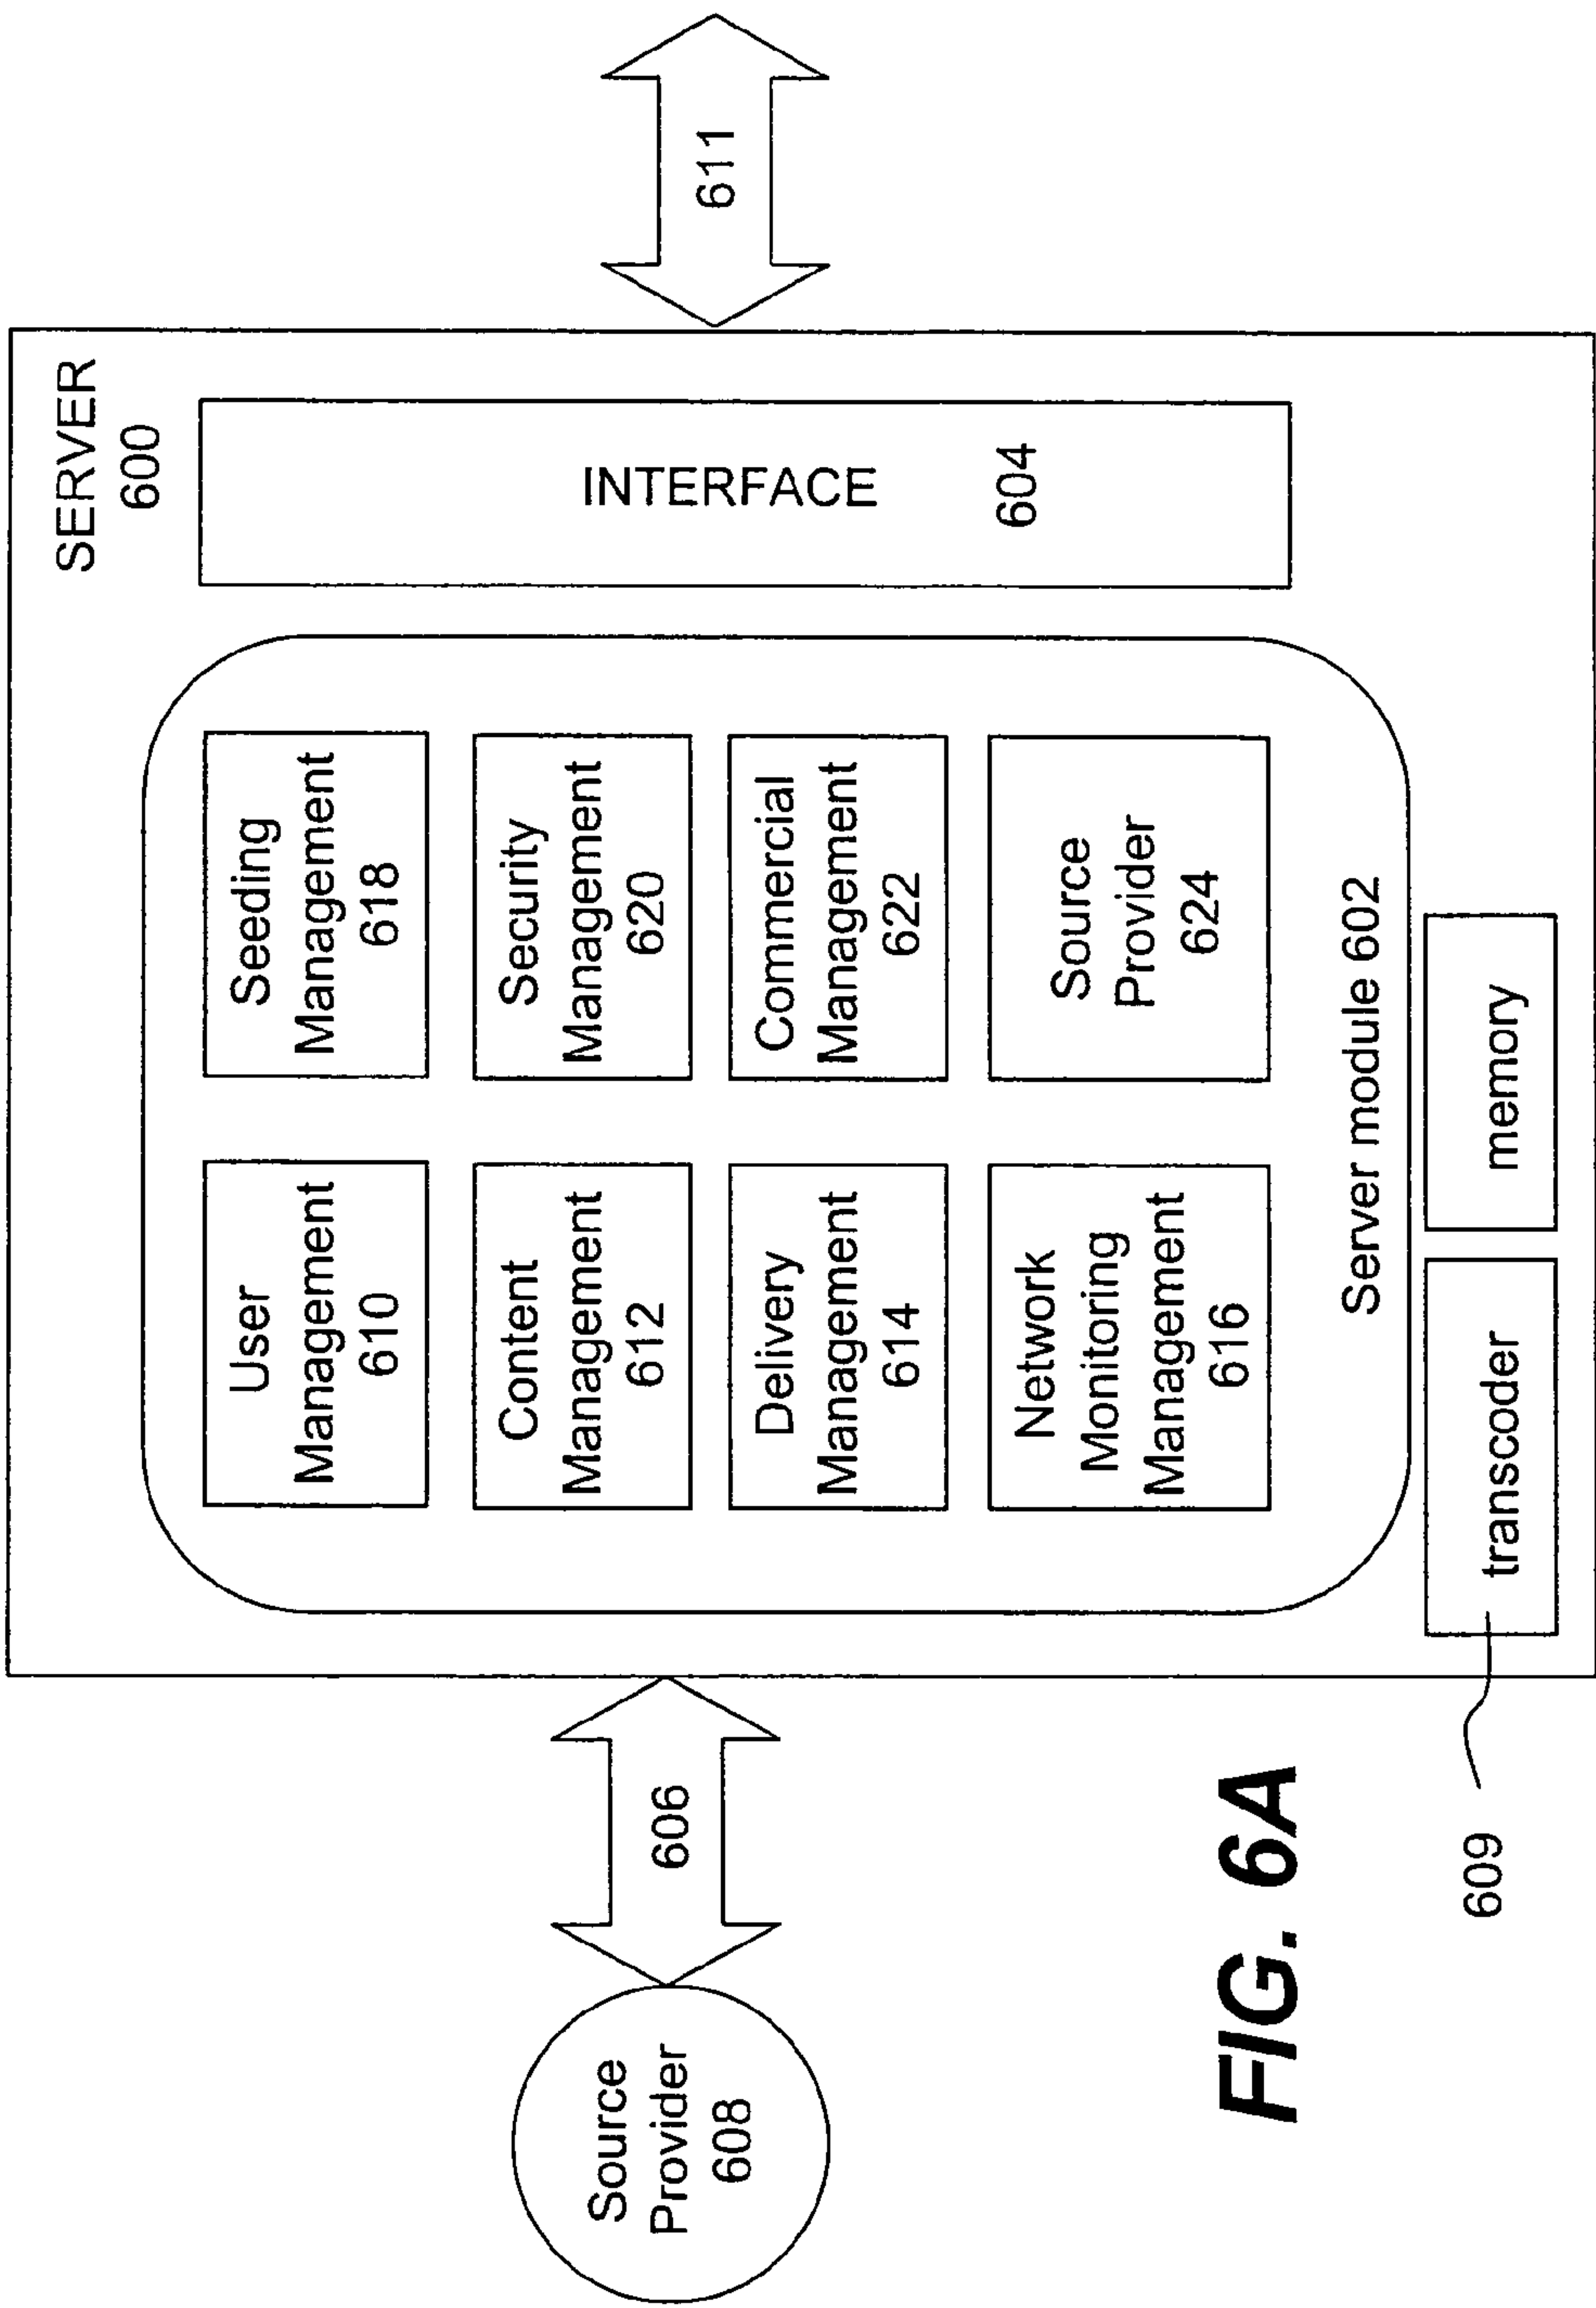 SERVER
600
User
Management
610
Seeding
Management
618
Content
Management
612
Security
Management
620
Delivery
Management
614
Commercial
Management
622
Network
Monitoring
Management
616
Source
Provider
624
Server module 602
INTERFACE
604
611
606
Source
Provider
608
transcoder
memory
609
FIG. 6A